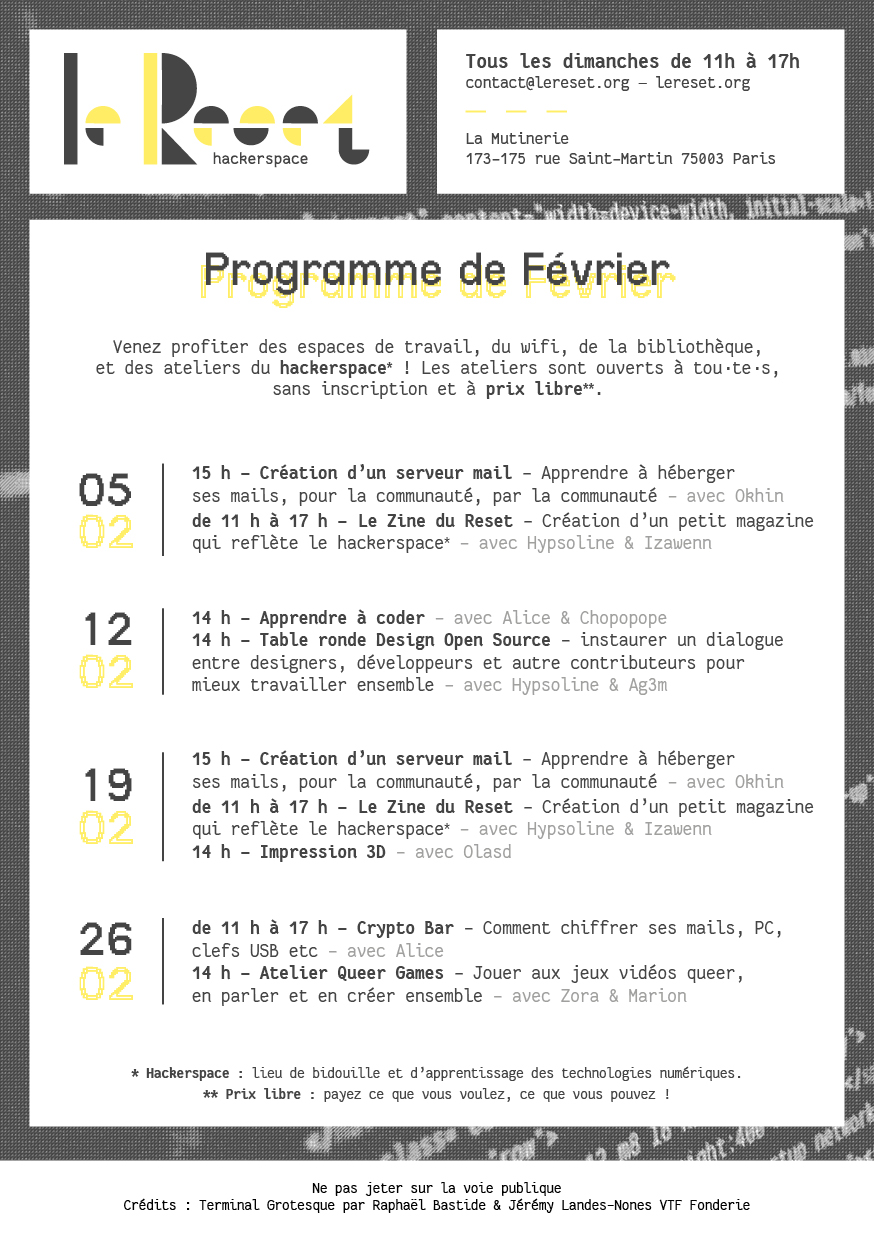 le Reset
hackerspace
Tous les dimanches de 11h à 17h
contact@lereset.org – lereset.org
La Mutinerie
173-175 rue Saint-Martin 75003 Paris
content="width=device-width, initial-scale=
Programme de Février
Venez profiter des espaces de travail, du wifi, de la bibliothèque,
et des ateliers du hackerspace* ! Les ateliers sont ouverts à tou·te·s,
sans inscription et à prix libre**.
05
02
15 h – Création d’un serveur mail – Apprendre à héberger
ses mails, pour la communauté, par la communauté – avec Okhin
de 11 h à 17 h – Le Zine du Reset – Création d’un petit magazine
qui reflète le hackerspace* – avec Hypsoline & Izawenn
12
02
14 h – Apprendre à coder – avec Alice & Chopopope
14 h – Table ronde Design Open Source – instaurer un dialogue
entre designers, développeurs et autre contributeurs pour
mieux travailler ensemble – avec Hypsoline & Ag3m
19
02
15 h – Création d’un serveur mail – Apprendre à héberger
ses mails, pour la communauté, par la communauté – avec Okhin
de 11 h à 17 h – Le Zine du Reset – Création d’un petit magazine
qui reflète le hackerspace* – avec Hypsoline & Izawenn
14 h – Impression 3D – avec Olasd
26
02
de 11 h à 17 h – Crypto Bar – Comment chiffrer ses mails, PC,
clefs USB etc – avec Alice
14 h – Atelier Queer Games – Jouer aux jeux vidéos queer,
en parler et en créer ensemble – avec Zora & Marion
* Hackerspace : lieu de bidouille et d’apprentissage des technologies numériques.
** Prix libre : payez ce que vous voulez, ce que vous pouvez !
Ne pas jeter sur la voie publique
Crédits : Terminal Grotesque par Raphaël Bastide & Jérémy Landes-Nones VTF Fonderie